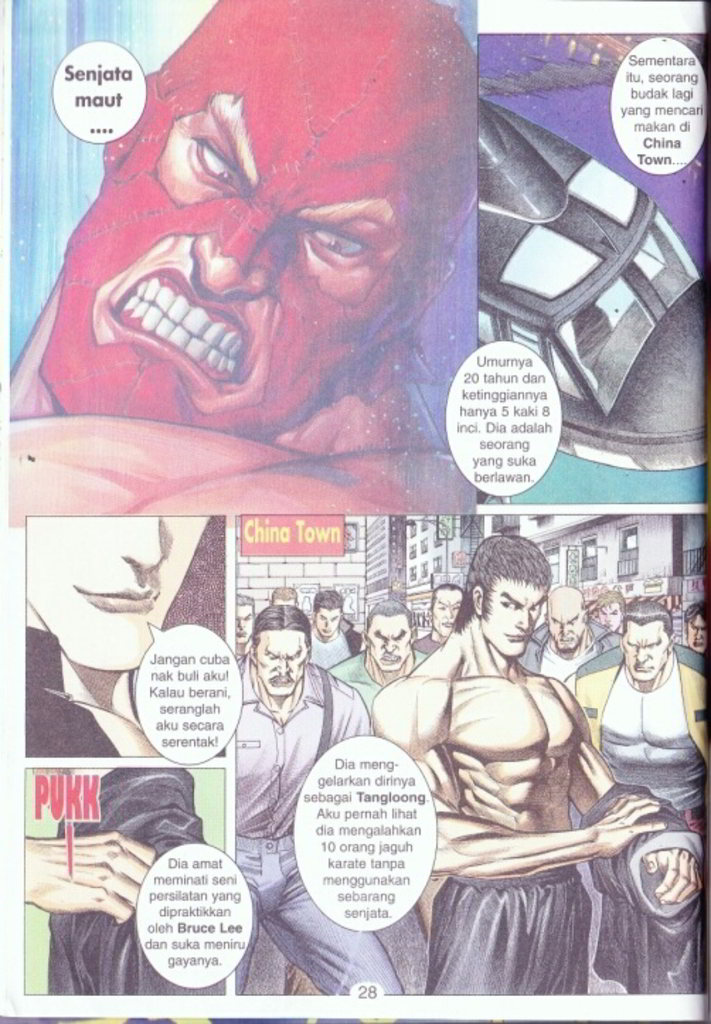 Senjata
maut
....
Sementara
itu, seorang
budak lagi
yang mencari
makan di
China
Town....
Umurnya
20 tahun dan
ketinggiannya
hanya 5 kaki 8
inci. Dia adalah
seorang
yang suka
berlawan.
Jangan cuba
nak buli aku!
Kalau berani,
seranglah
aku secara
serentak!
China Town
PUKK
Dia amat
meminati seni
persilatan yang
dipraktikkan
oleh Bruce Lee
dan suka meniru
gayanya.
Dia meng-
gelarkan dirinya
sebagai Tangloong.
Aku pernah lihat
dia mengalahkan
10 orang jaguh
karate tanpa
menggunakan
sebarang
senjata.
28